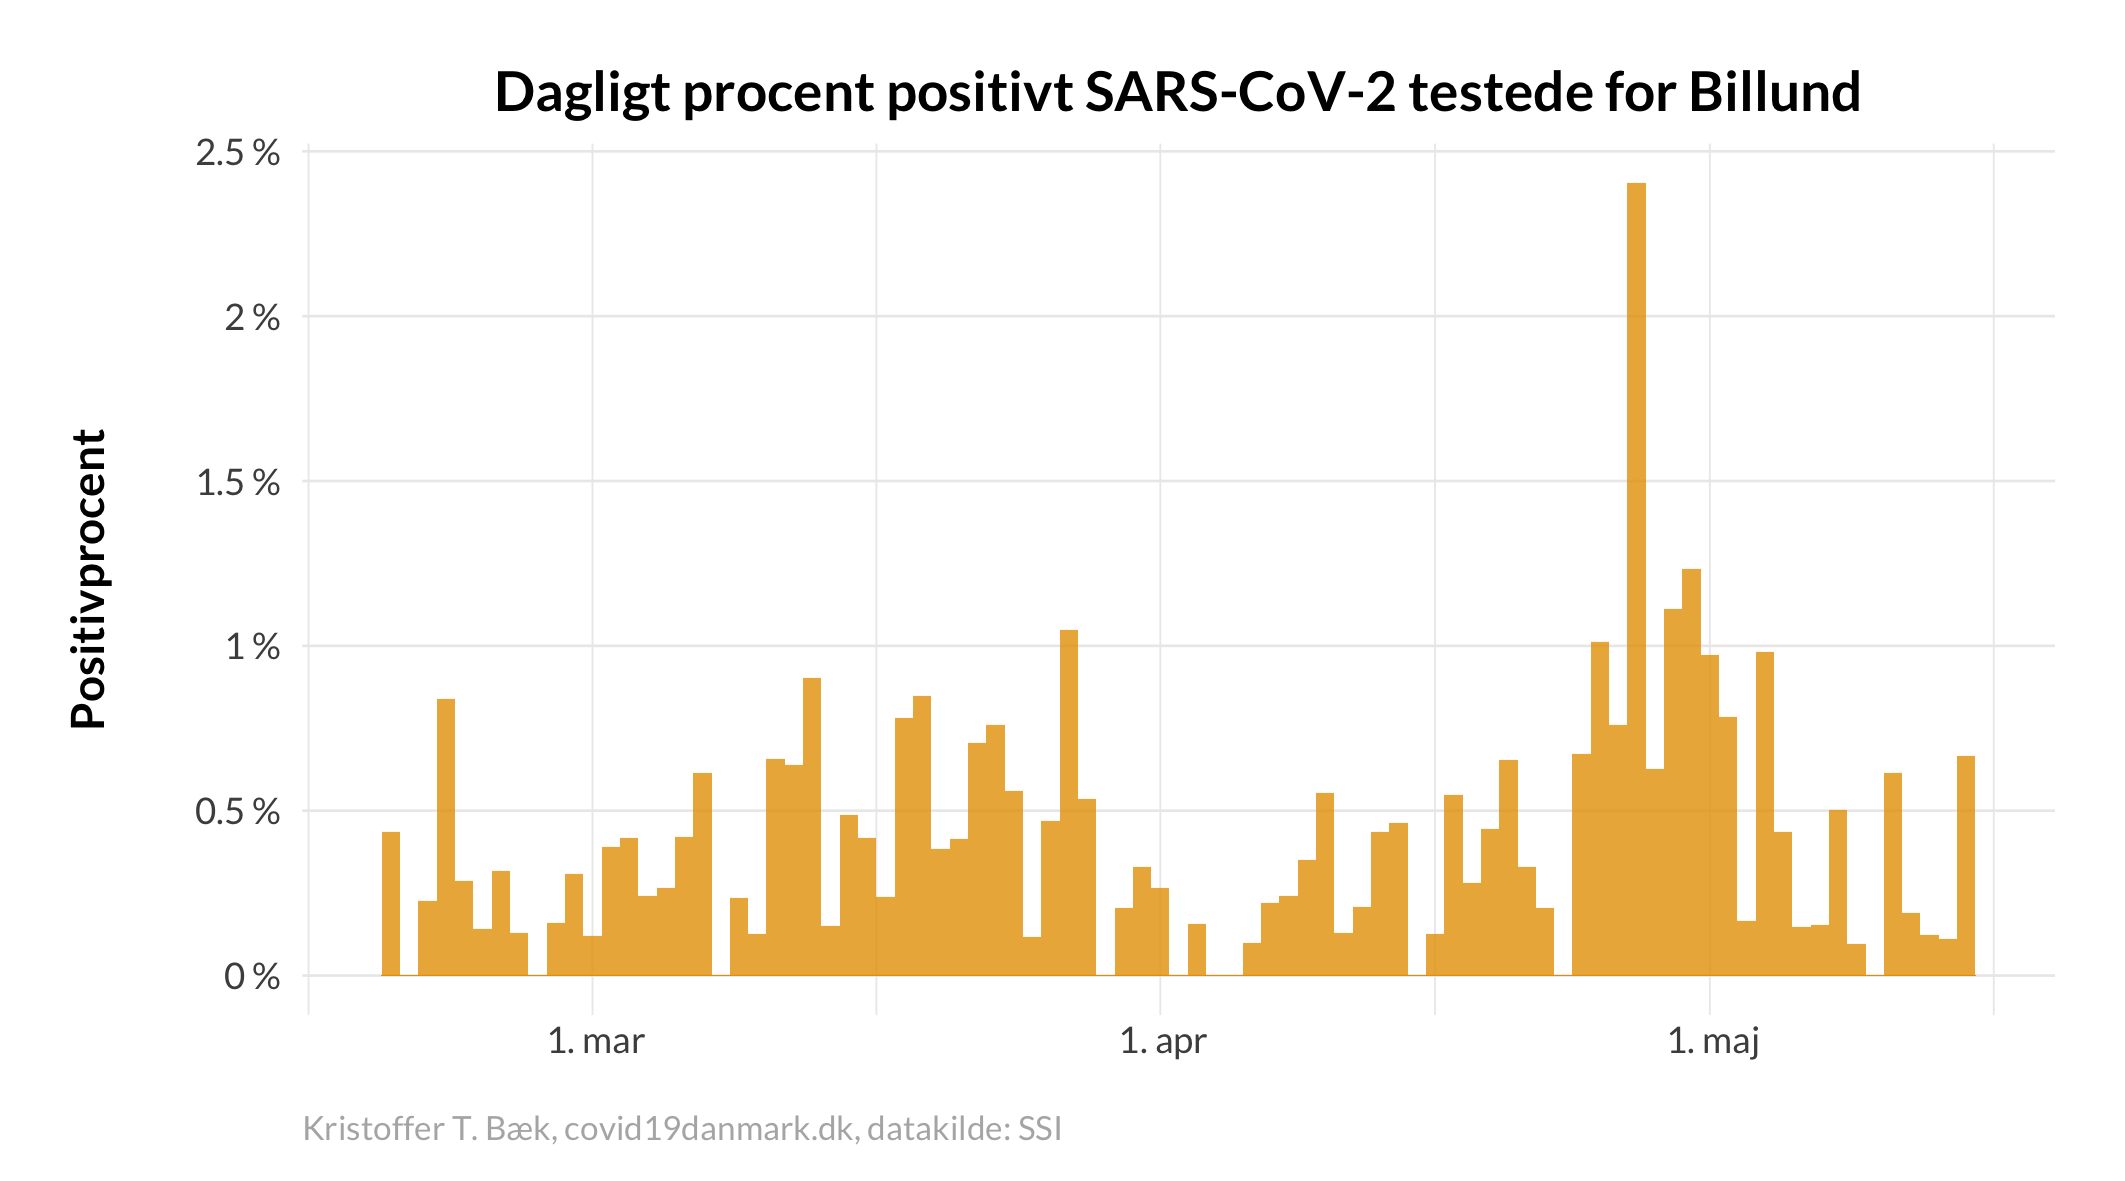 Dagligt procent positivt SARS-CoV-2 testede for Billund
Positivprocent
2.5 %
2 %
1.5 %
1 %
0.5 %
0 %
1. mar
1. apr
1. maj
Kristoffer T. Bæk, covid19danmark.dk, datakilde: SSI